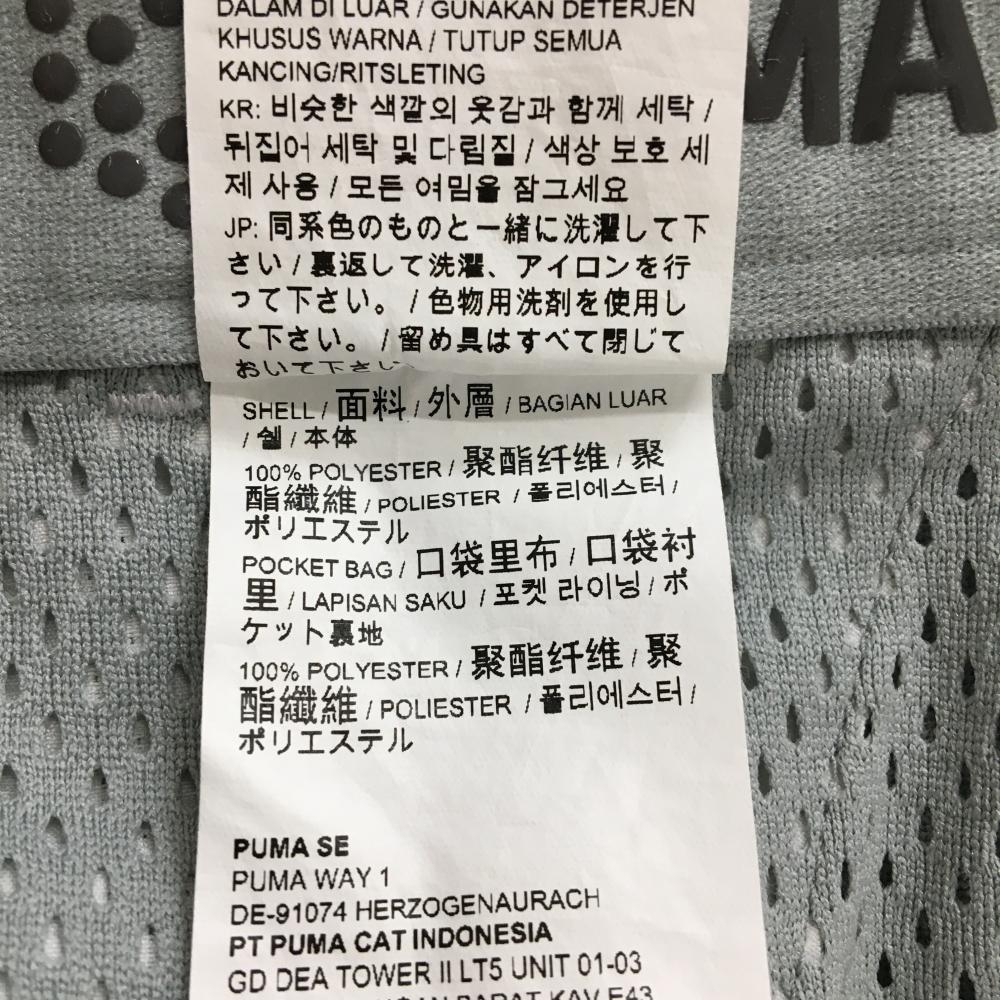 MA
DALAM DI LUAR / GUNAKAN DETERJEN
KHUSUS WARNA / TUTUP SEMUA
KANCING/RITSLETING
KR: 비슷한 색깔의 옷감과 함께 세탁 /
뒤집어 세탁 및 다림질 / 색상 보호 세
제 사용 / 모든 여밈을 잠그세요
JP: 同系色のものと一緒に洗濯して下
さい / 裏返して洗濯、アイロンを行
って下さい。 / 色物用洗剤を使用し
て下さい。 / 留め具はすべて閉じて
おいて下さい
SHELL / 面料 / 外層 / BAGIAN LUAR
/ 쉘 / 本体
100% POLYESTER / 聚酯纤维 / 聚
酯纖維 / POLIESTER / 폴리에스터 /
ポリエステル
POCKET BAG / 口袋里布 / 口袋衬
里 / LAPISAN SAKU / 포켓 라이닝 / ポ
ケット裏地
100% POLYESTER / 聚酯纤维 / 聚
酯纖維 / POLIESTER / 폴리에스터 /
ポリエステル
PUMA SE
PUMA WAY 1
DE-91074 HERZOGENAURACH
PT PUMA CAT INDONESIA
GD DEA TOWER II LT5 UNIT 01-03
BARAT KAV E43